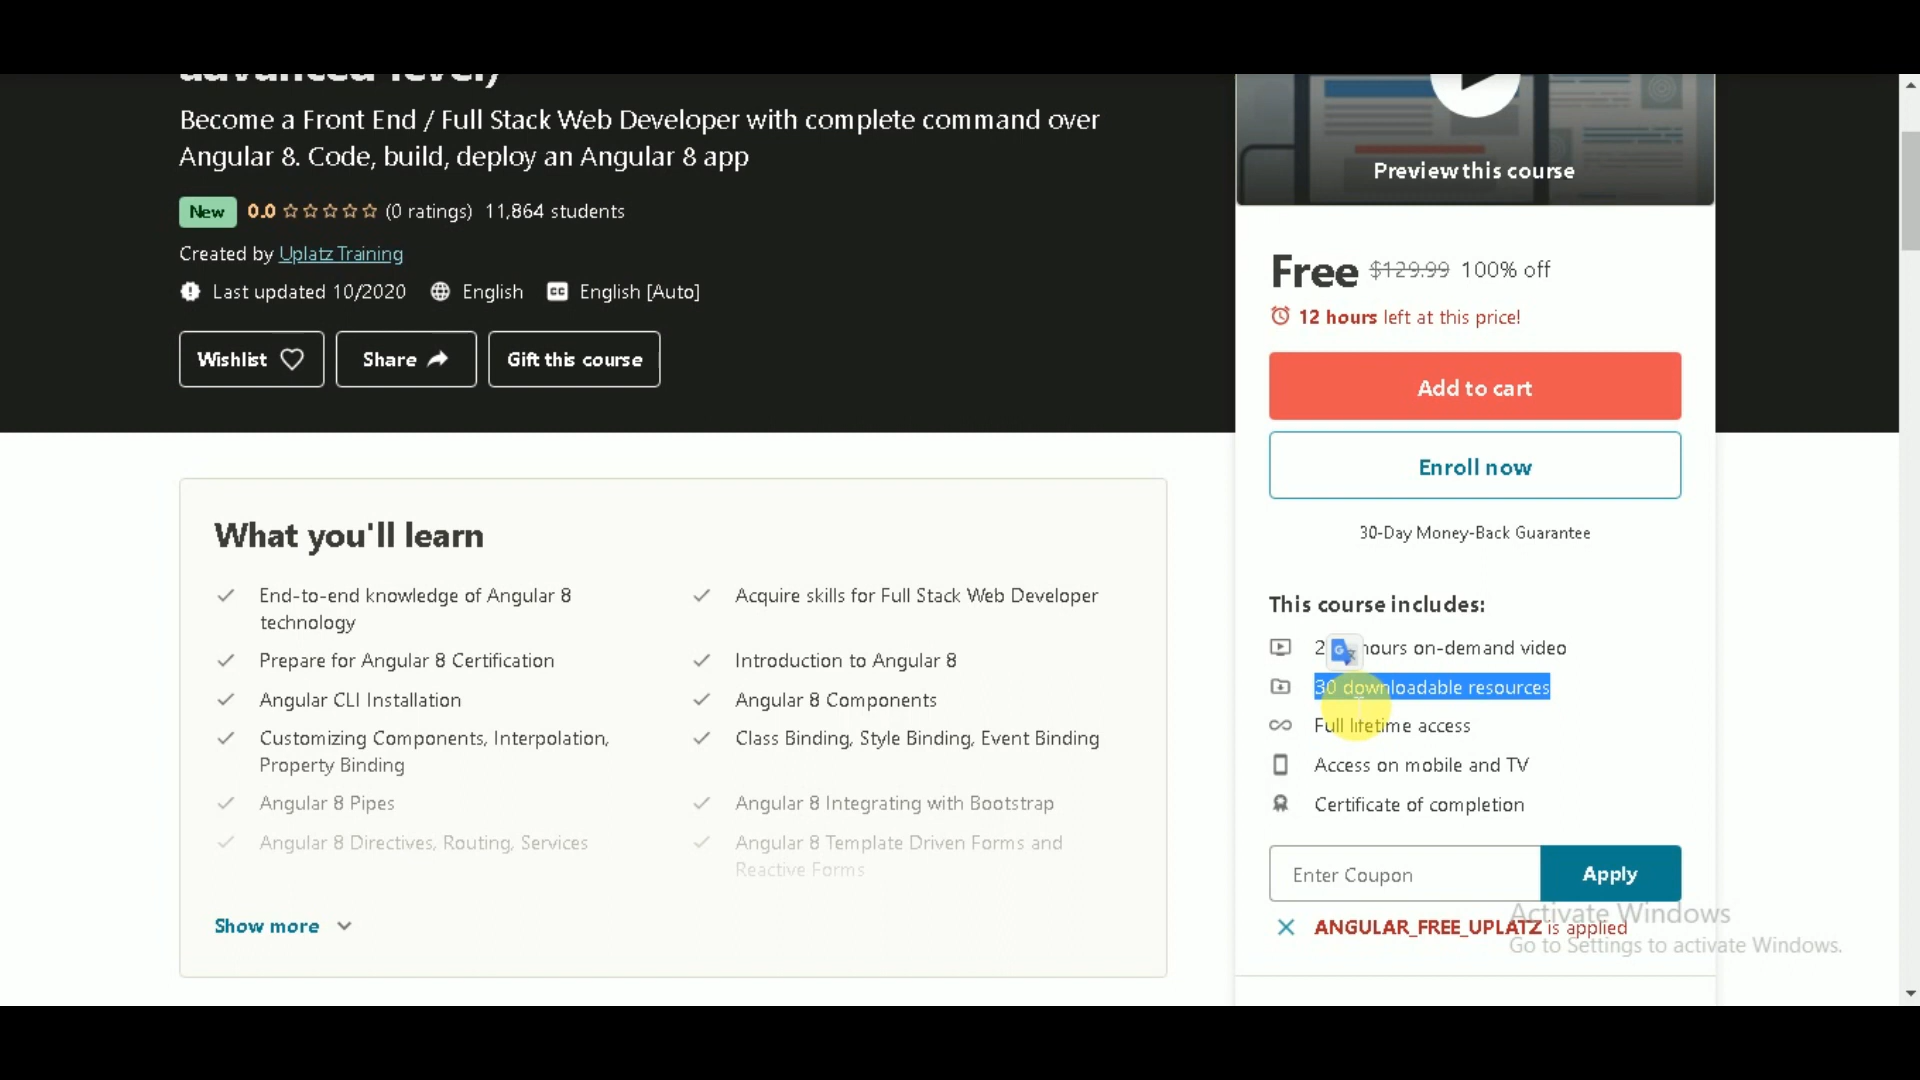 advanced level)
Become a Front End / Full Stack Web Developer with complete command over
Angular 8. Code, build, deploy an Angular 8 app
New 0.0 (0 ratings) 11,864 students
Created by Uplatz Training
Last updated 10/2020 English CC English [Auto]
Wishlist Share Gift this course
Preview this course
Free $129.99 100% off
12 hours left at this price!
Add to cart
Enroll now
30-Day Money-Back Guarantee
What you'll learn
End-to-end knowledge of Angular 8
technology
Prepare for Angular 8 Certification
Angular CLI Installation
Customizing Components, Interpolation,
Property Binding
Angular 8 Pipes
Angular 8 Directives, Routing, Services
Acquire skills for Full Stack Web Developer
Introduction to Angular 8
Angular 8 Components
Class Binding, Style Binding, Event Binding
Angular 8 Integrating with Bootstrap
Angular 8 Template Driven Forms and
Reactive Forms
Show more
This course includes:
hours on-demand video
30 downloadable resources
Full lifetime access
Access on mobile and TV
Certificate of completion
Enter Coupon Apply
ANGULAR_FREE_UPLATZ is applied
Activate Windows
Go to Settings to activate Windows.